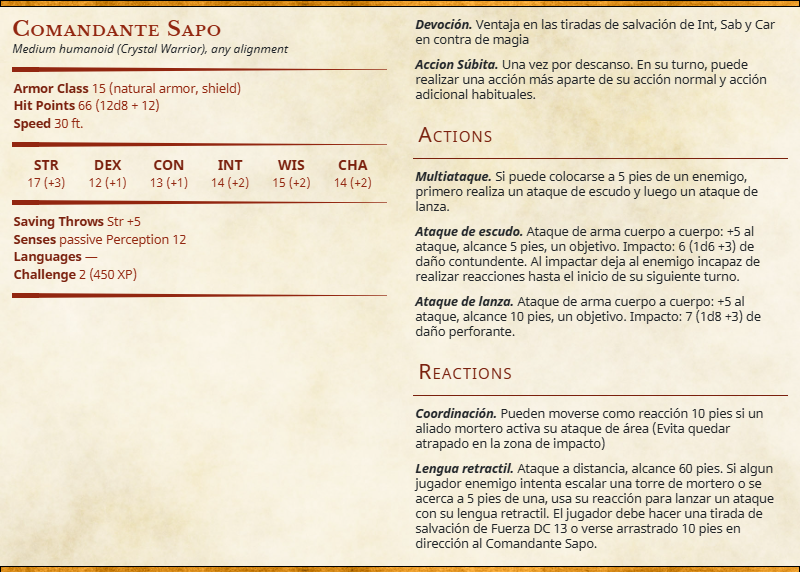 Comandante Sapo
Medium humanoid (Crystal Warrior), any alignment
Armor Class 15 (natural armor, shield)
Hit Points 66 (12d8 + 12)
Speed 30 ft.
STR DEX CON INT WIS CHA
17 (+3) 12 (+1) 13 (+1) 14 (+2) 15 (+2) 14 (+2)
Saving Throws Str +5
Senses passive Perception 12
Languages —
Challenge 2 (450 XP)
Devoción. Ventaja en las tiradas de salvación de Int, Sab y Car
en contra de magia
Accion Súbita. Una vez por descanso. En su turno, puede
realizar una acción más aparte de su acción normal y acción
adicional habituales.
Actions
Multiataque. Si puede colocarse a 5 pies de un enemigo,
primero realiza un ataque de escudo y luego un ataque de
lanza.
Ataque de escudo. Ataque de arma cuerpo a cuerpo: +5 al
ataque, alcance 5 pies, un objetivo. Impacto: 6 (1d6 +3) de
daño contundente. Al impactar deja al enemigo incapaz de
realizar reacciones hasta el inicio de su siguiente turno.
Ataque de lanza. Ataque de arma cuerpo a cuerpo: +5 al
ataque, alcance 10 pies, un objetivo. Impacto: 7 (1d8 +3) de
daño perforante.
Reactions
Coordinación. Pueden moverse como reacción 10 pies si un
aliado mortero activa su ataque de área (Evita quedar
atrapado en la zona de impacto)
Lengua retractil. Ataque a distancia, alcance 60 pies. Si algun
jugador enemigo intenta escalar una torre de mortero o se
acerca a 5 pies de una, usa su reacción para lanzar un ataque
con su lengua retractil. El jugador debe hacer una tirada de
salvación de Fuerza DC 13 o verse arrastrado 10 pies en
dirección al Comandante Sapo.